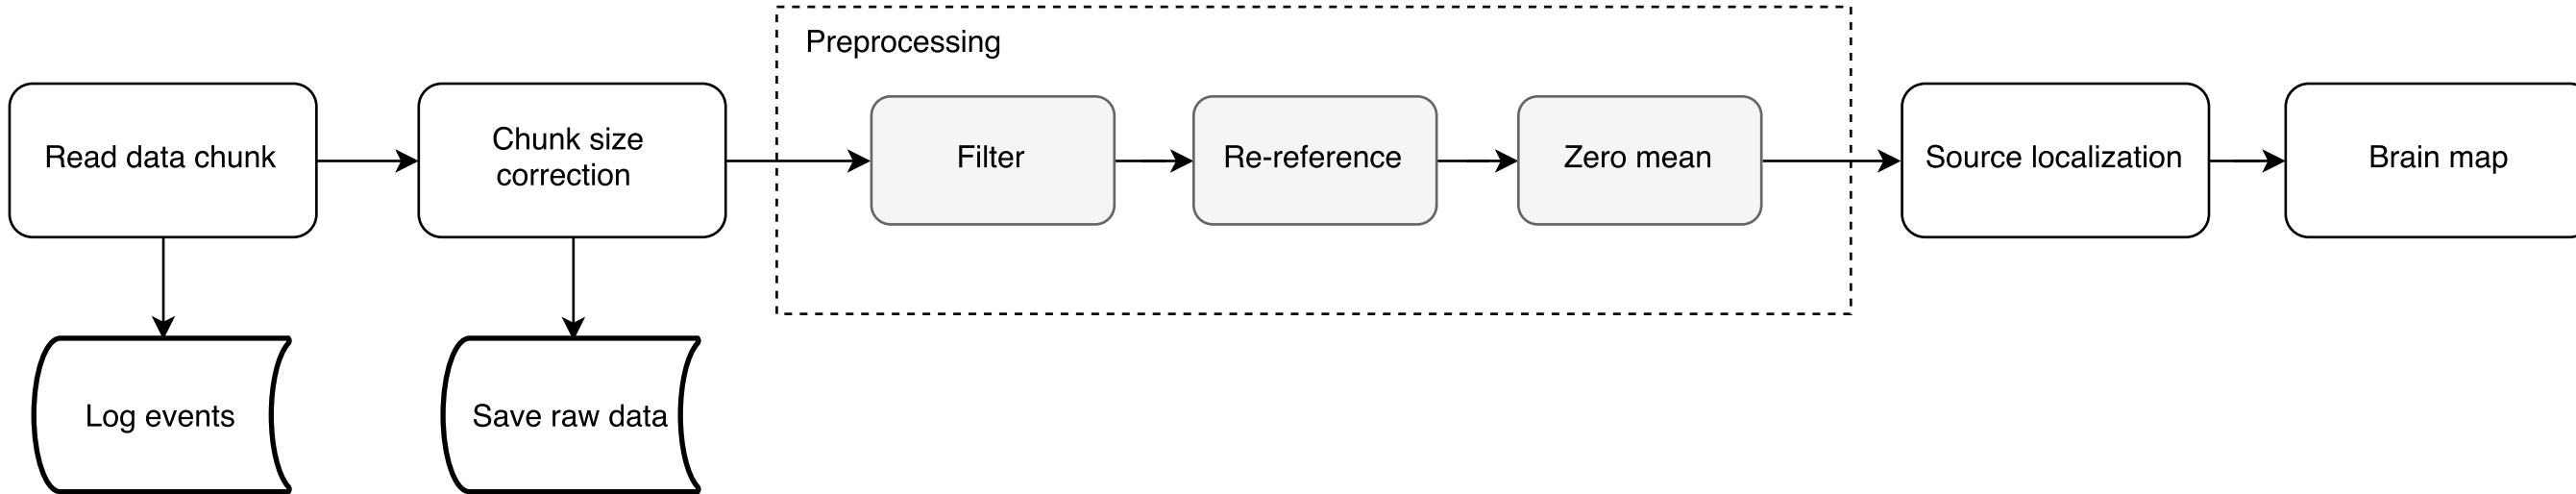 Preprocessing
Read data chunk
Chunk size
correction
Filter
Re-reference
Zero mean
Source localization
Brain map
Log events
Save raw data